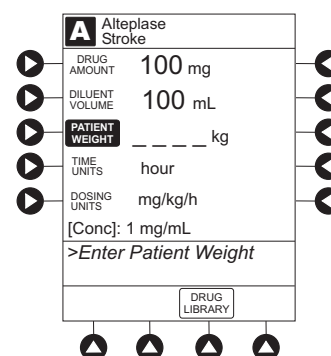 A Alteplase
Stroke
DRUG
AMOUNT 100 mg
DILUENT
VOLUME 100 mL
PATIENT
WEIGHT _ _ _ _ kg
TIME
UNITS hour
DOSING
UNITS mg/kg/h
[Conc]: 1 mg/mL
>Enter Patient Weight
DRUG
LIBRARY